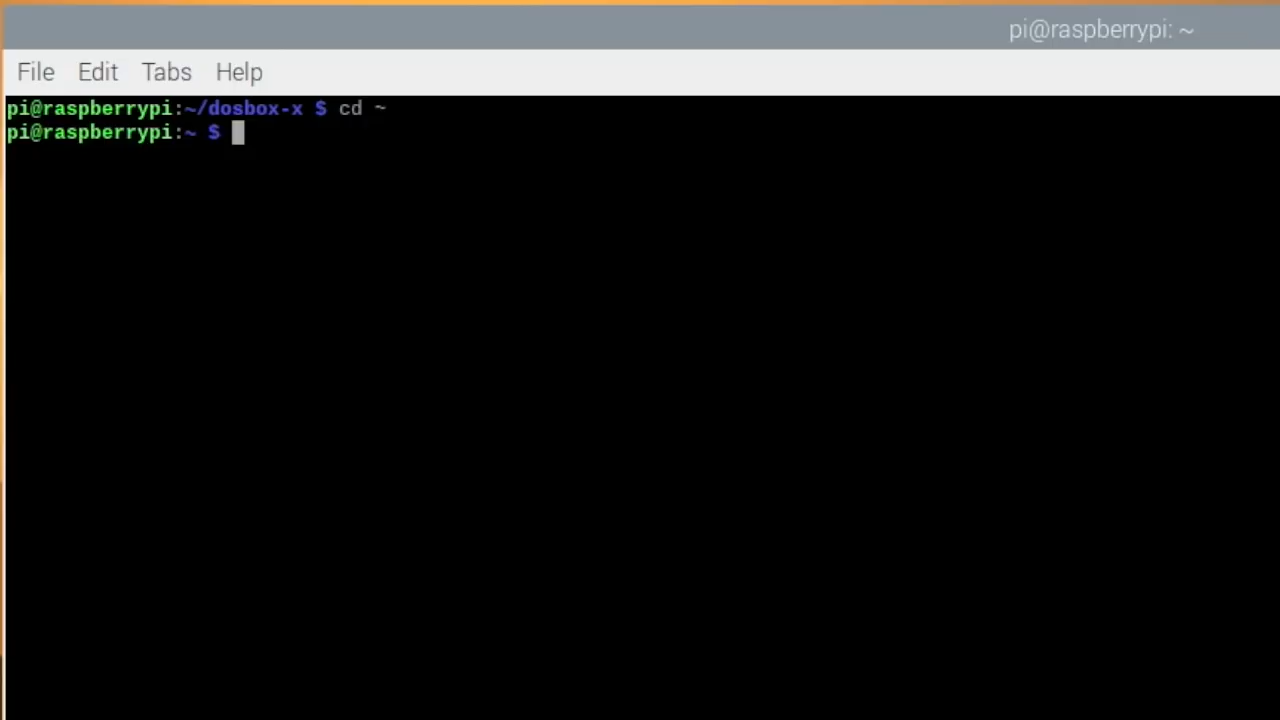 pi@raspberrypi: ~
File Edit Tabs Help
pi@raspberrypi:~/dosbox-x $ cd ~
pi@raspberrypi:~ $